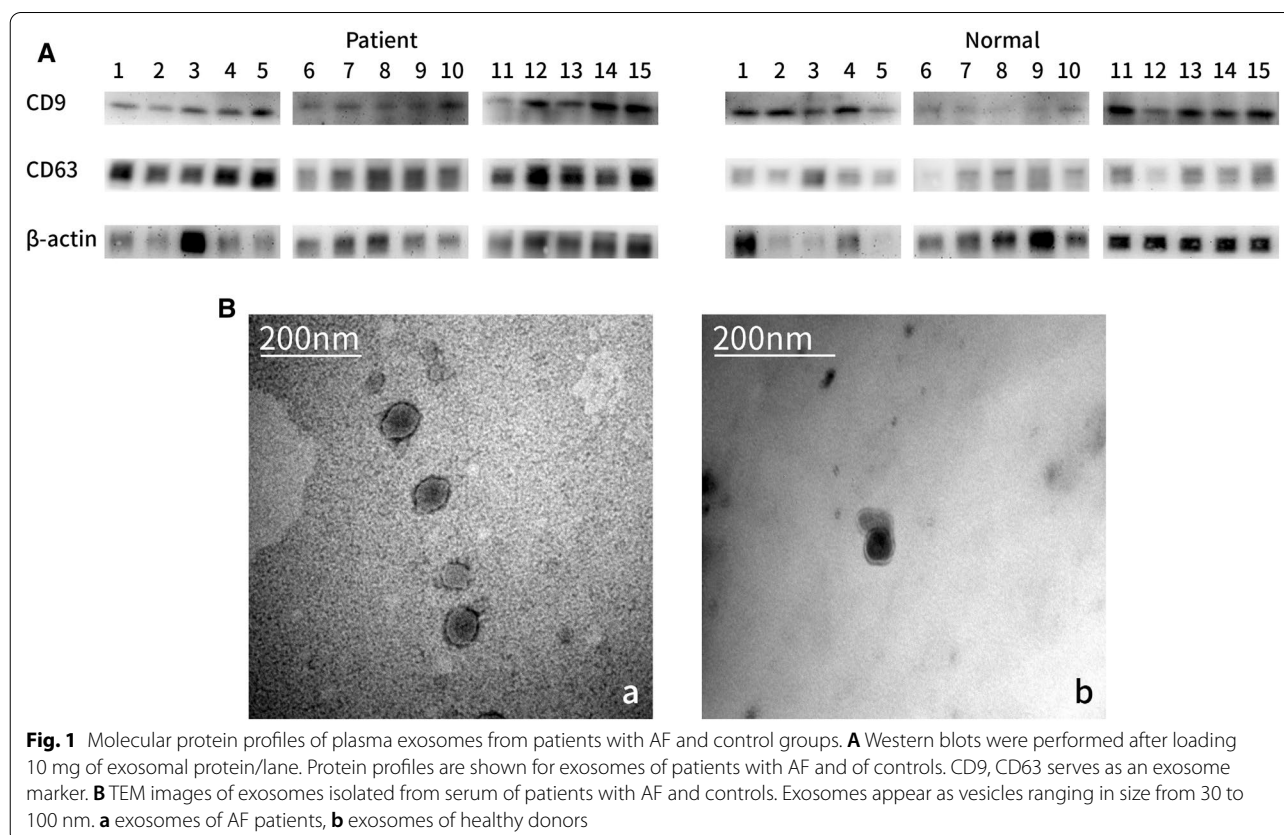 A
Patient Normal
1 2 3 4 5 6 7 8 9 10 11 12 13 14 15 1 2 3 4 5 6 7 8 9 10 11 12 13 14 15
CD9
CD63
β-actin
B
200nm 200nm
a b
Fig. 1 Molecular protein profiles of plasma exosomes from patients with AF and control groups. A Western blots were performed after loading
10 mg of exosomal protein/lane. Protein profiles are shown for exosomes of patients with AF and of controls. CD9, CD63 serves as an exosome
marker. B TEM images of exosomes isolated from serum of patients with AF and controls. Exosomes appear as vesicles ranging in size from 30 to
100 nm. a exosomes of AF patients, b exosomes of healthy donors